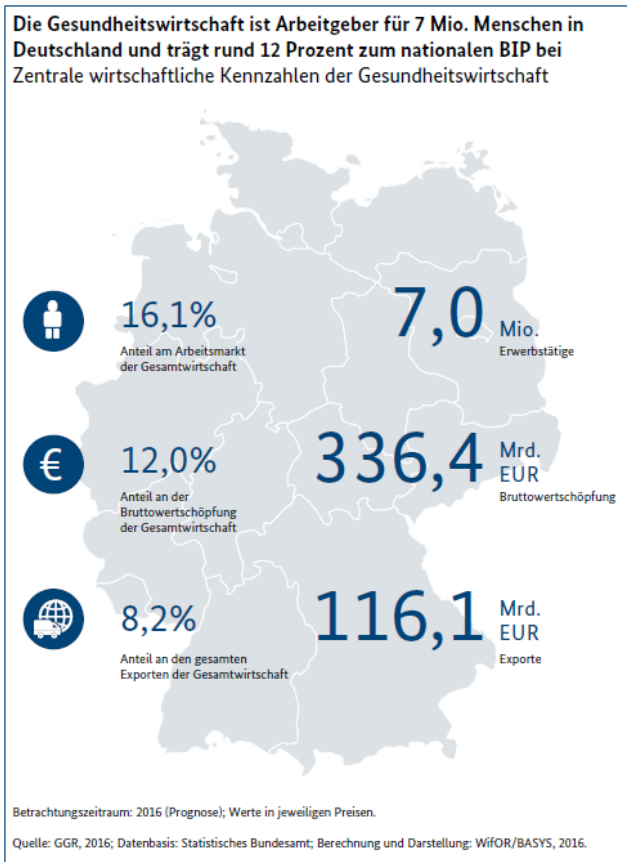 Die Gesundheitswirtschaft ist Arbeitgeber für 7 Mio. Menschen in
Deutschland und trägt rund 12 Prozent zum nationalen BIP bei
Zentrale wirtschaftliche Kennzahlen der Gesundheitswirtschaft
16,1%
Anteil am Arbeitsmarkt
der Gesamtwirtschaft
7,0 Mio.
Erwerbstätige
€
12,0%
Anteil an der
Bruttowertschöpfung
der Gesamtwirtschaft
336,4 Mrd.
EUR
Bruttowertschöpfung
8,2%
Anteil an den gesamten
Exporten der Gesamtwirtschaft
116,1 Mrd.
EUR
Exporte
Betrachtungszeitraum: 2016 (Prognose); Werte in jeweiligen Preisen.
Quelle: GGR, 2016; Datenbasis: Statistisches Bundesamt; Berechnung und Darstellung: WifOR/BASYS, 2016.